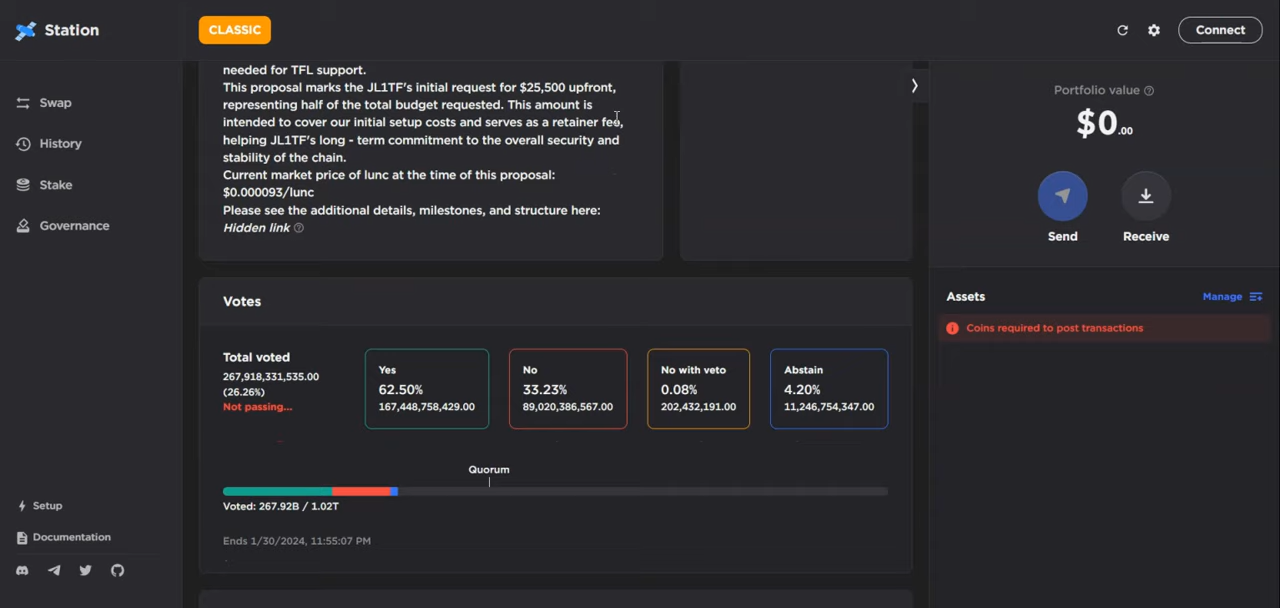 Station
CLASSIC
Connect
Swap
History
Stake
Governance
Setup
Documentation
needed for TFL support.
This proposal marks the JL1TF's initial request for $25,500 upfront,
representing half of the total budget requested. This amount is
intended to cover our initial setup costs and serves as a retainer fee,
helping JL1TF's long - term commitment to the overall security and
stability of the chain.
Current market price of lunc at the time of this proposal:
$0.000093/lunc
Please see the additional details, milestones, and structure here:
Hidden link
Votes
Total voted
267,918,331,535.00
(26.26%)
Not passing...
Yes
62.50%
167,448,758,429.00
No
33.23%
89,020,386,567.00
No with veto
0.08%
202,432,191.00
Abstain
4.20%
11,246,754,347.00
Quorum
Voted: 267.92B / 1.02T
Ends 1/30/2024, 11:55:07 PM
Portfolio value
$0.00
Send
Receive
Assets
Manage
Coins required to post transactions